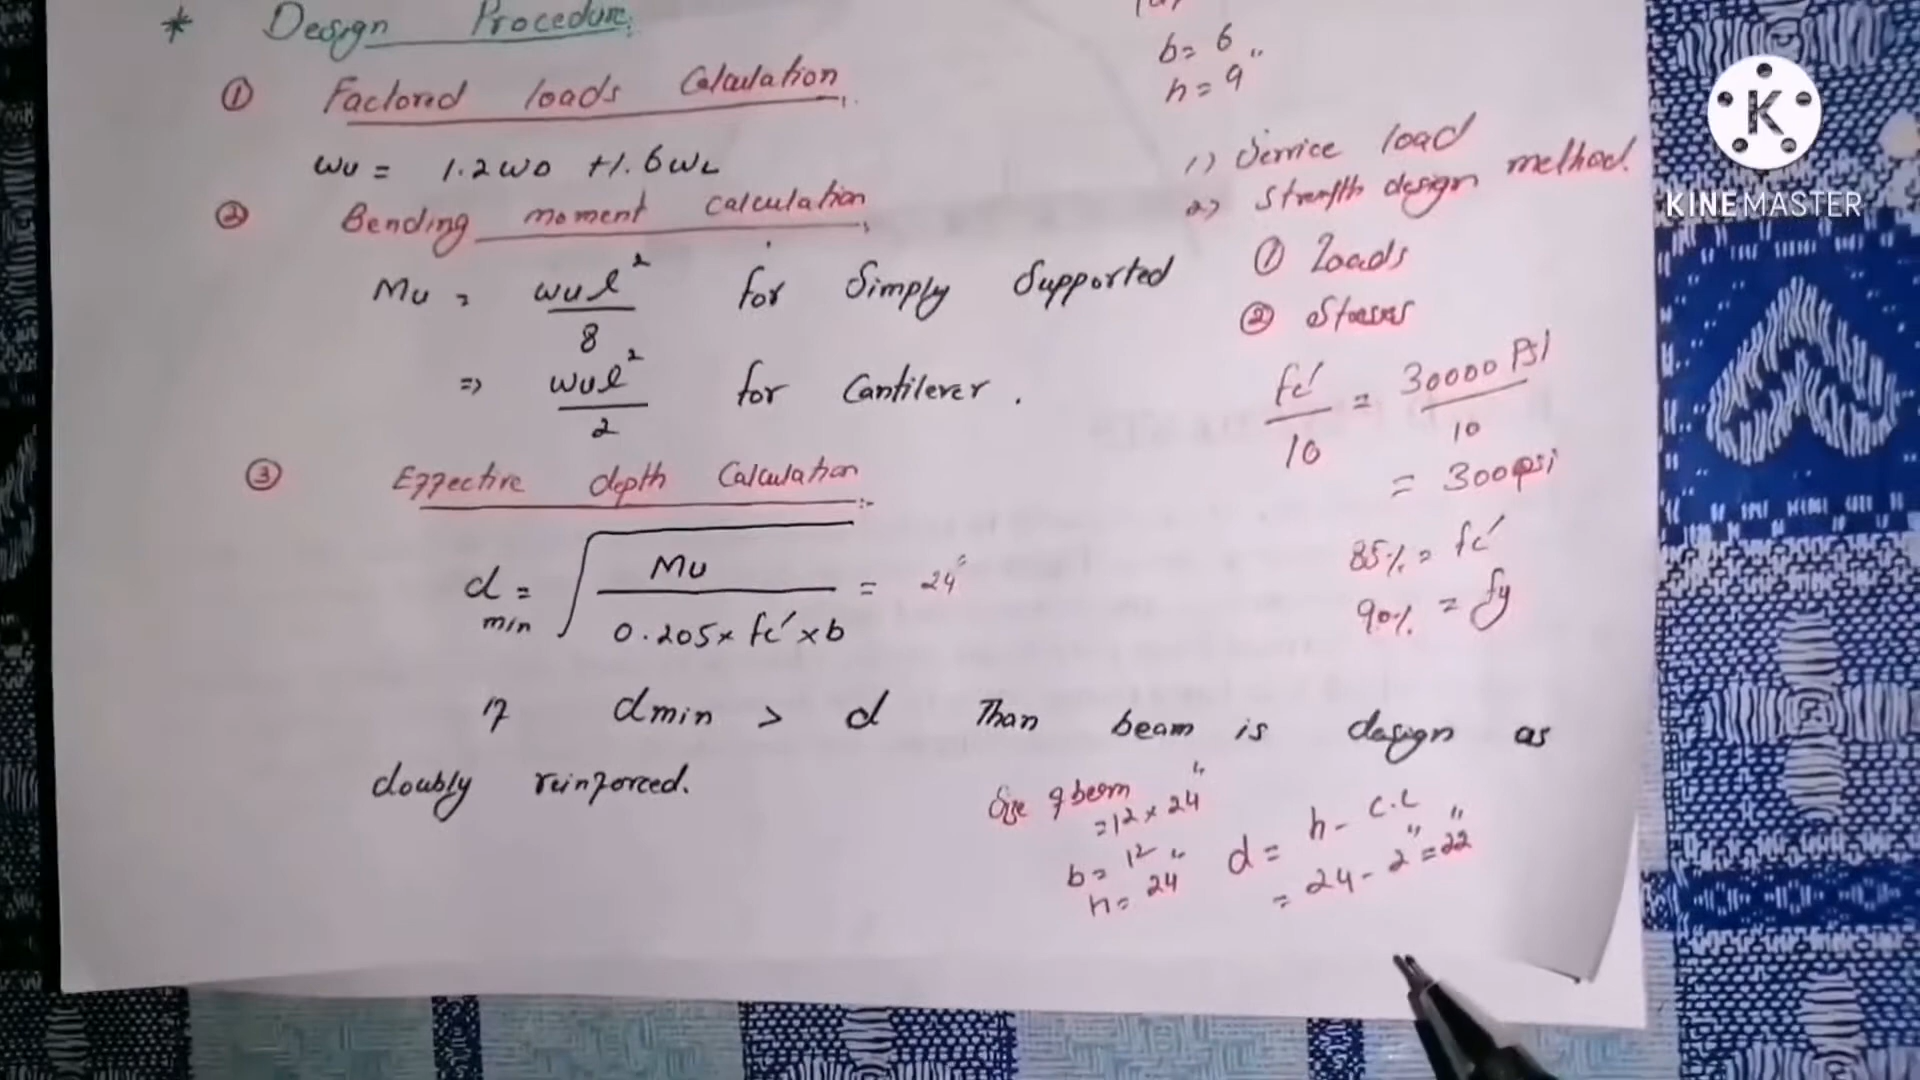 * Design Procedure:
① Factored loads Calculation:
wu = 1.2wD + 1.6wL
② Bending moment calculation:
Mu = wul²/8 for Simply Supported
=> wul²/2 for Cantilever.
③ Effective depth Calculation:-
dmin = √(Mu / 0.205 x fc' x b) = 24"
If dmin > d Than beam is design as
doubly reinforced.
b= 6"
h= 9"
1) Service load
2) Strength design method.
① Loads
② Stresses
fc'/10 = 30000 PSI/10
= 300psi
85% = fc'
90% = fy
Size of beam
= 12 x 24"
b= 12"
h= 24
d= h- c.c
= 24- 2" = 22"
K
KINEMASTER